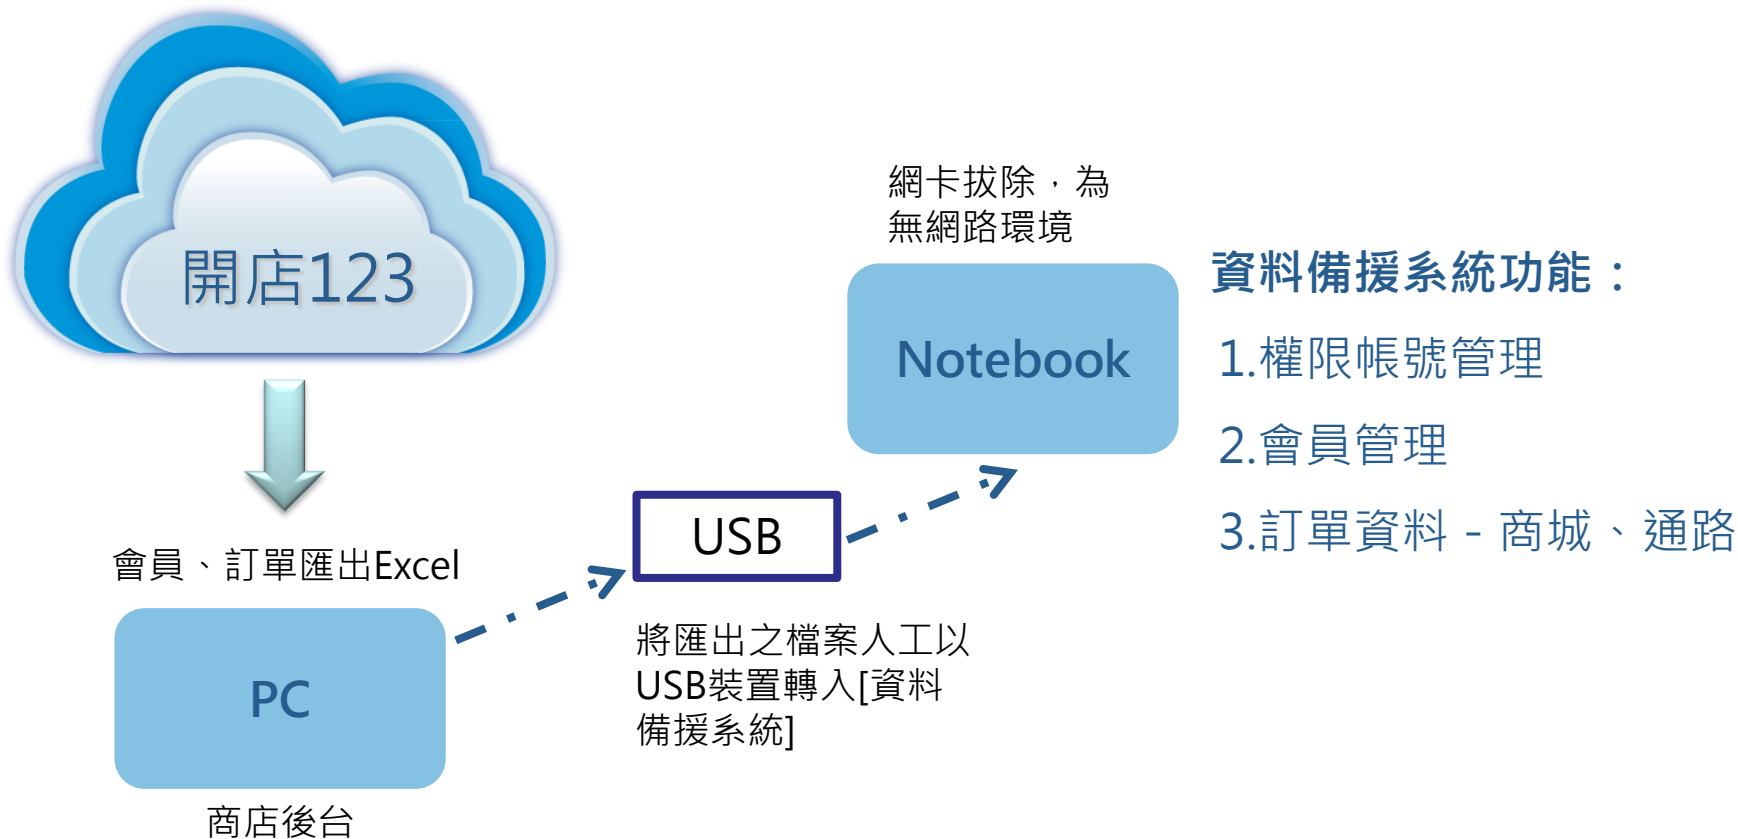 開店123
會員、訂單匯出Excel
PC
商店後台
USB
將匯出之檔案人工以
USB裝置轉入[資料
備援系統]
網卡拔除，為
無網路環境
Notebook
資料備援系統功能：
1.權限帳號管理
2.會員管理
3.訂單資料 - 商城、通路